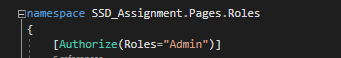 namespace SSD_Assignment.Pages.Roles
{
[Authorize(Roles="Admin")]